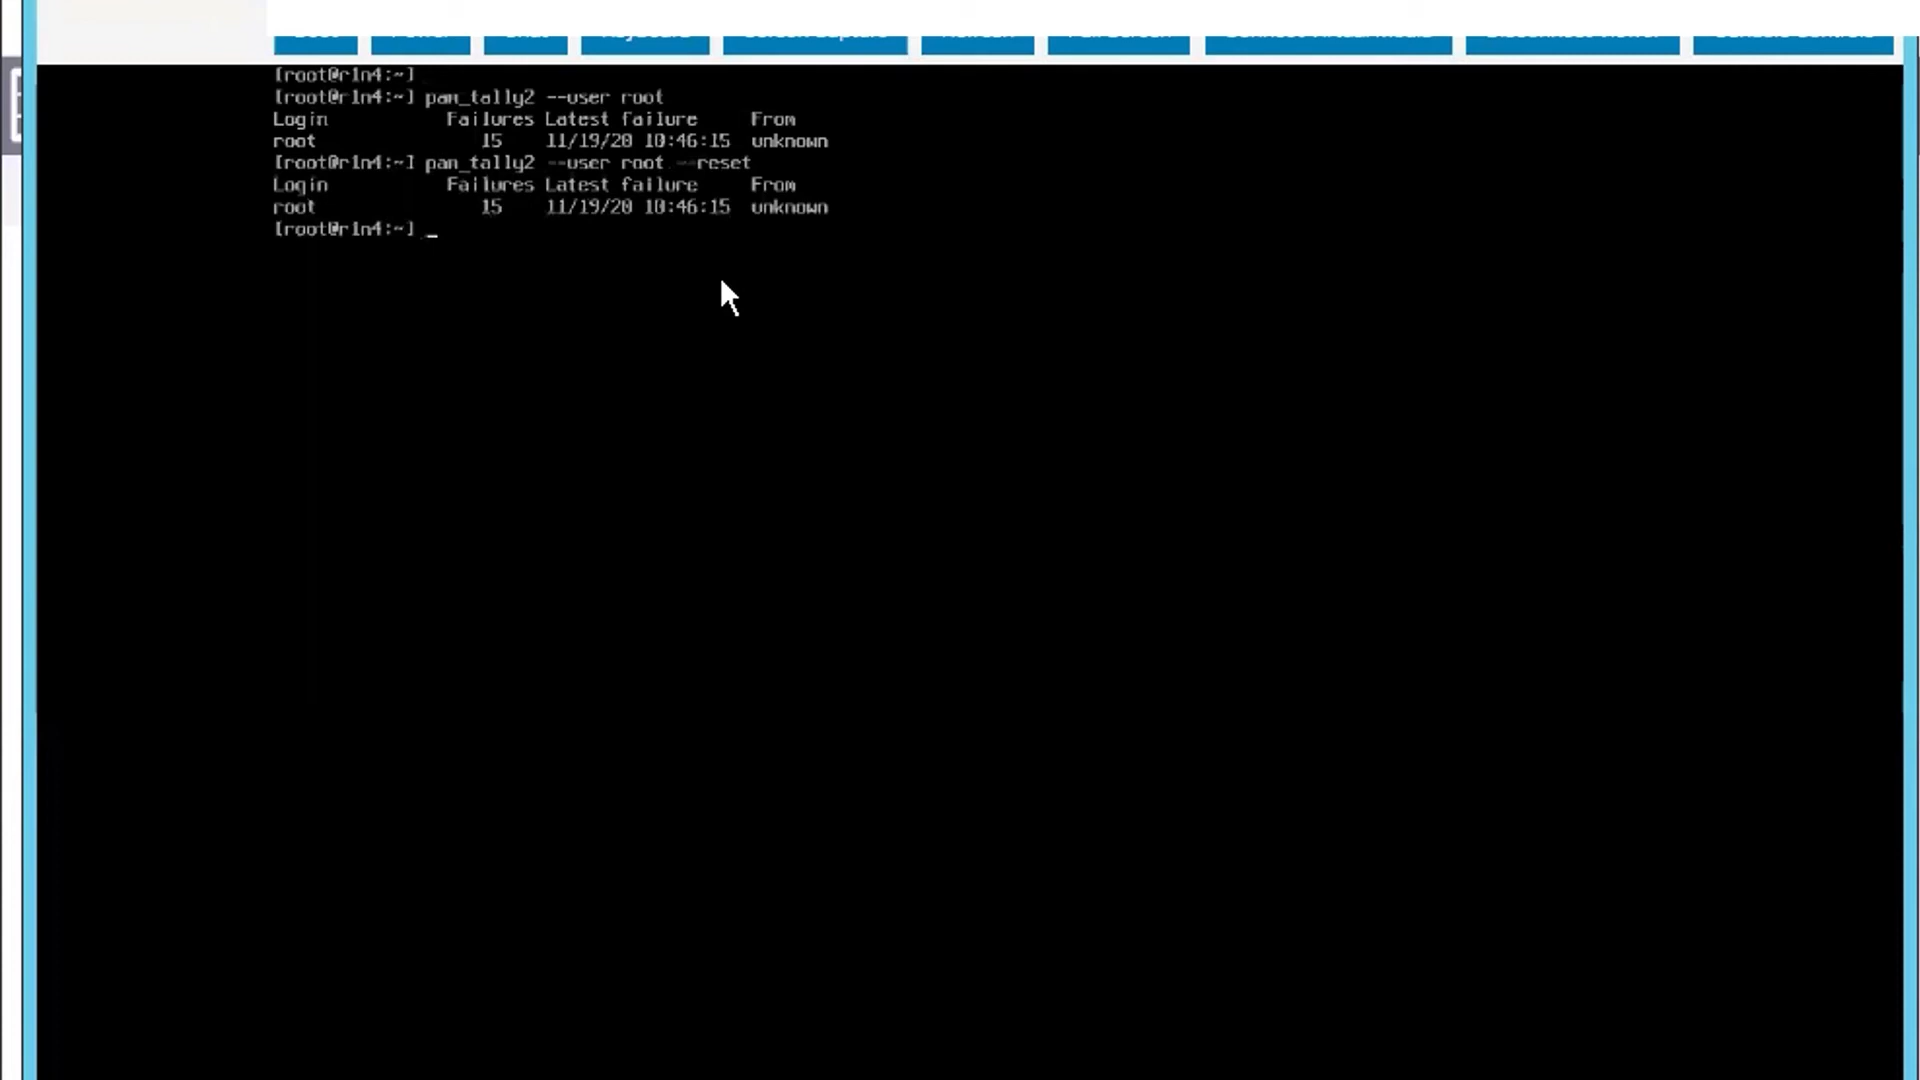 [root@r1n4:~]
[root@r1n4:~] pam_tally2 --user root
Login Failures Latest failure From
root 15 11/19/20 10:46:15 unknown
[root@r1n4:~] pam_tally2 --user root --reset
Login Failures Latest failure From
root 15 11/19/20 10:46:15 unknown
[root@r1n4:~] _